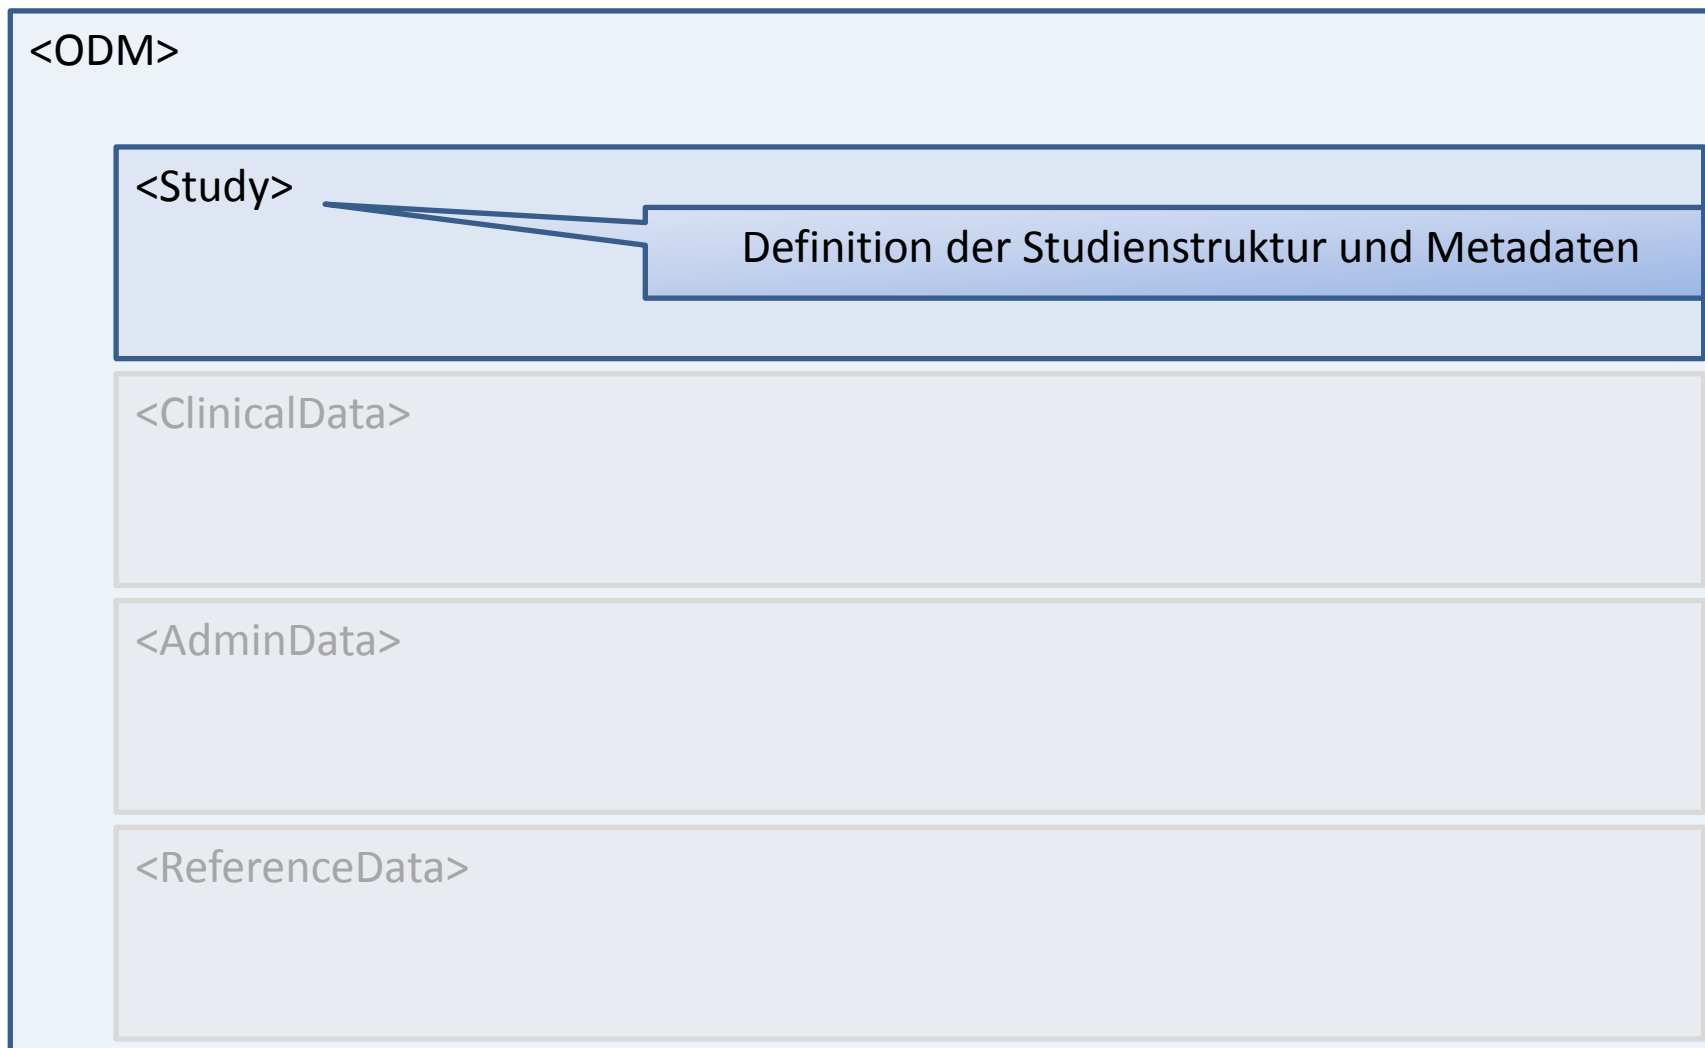 <ODM>
<Study>
Definition der Studienstruktur und Metadaten
<ClinicalData>
<AdminData>
<ReferenceData>